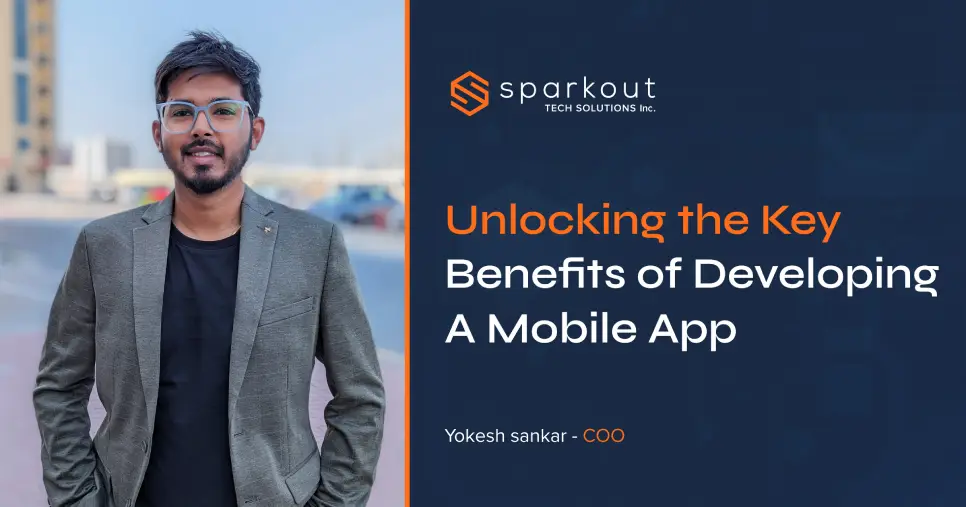 sparkout
TECH SOLUTIONS Inc.
Unlocking the Key
Benefits of Developing
A Mobile App
Yokesh sankar - COO